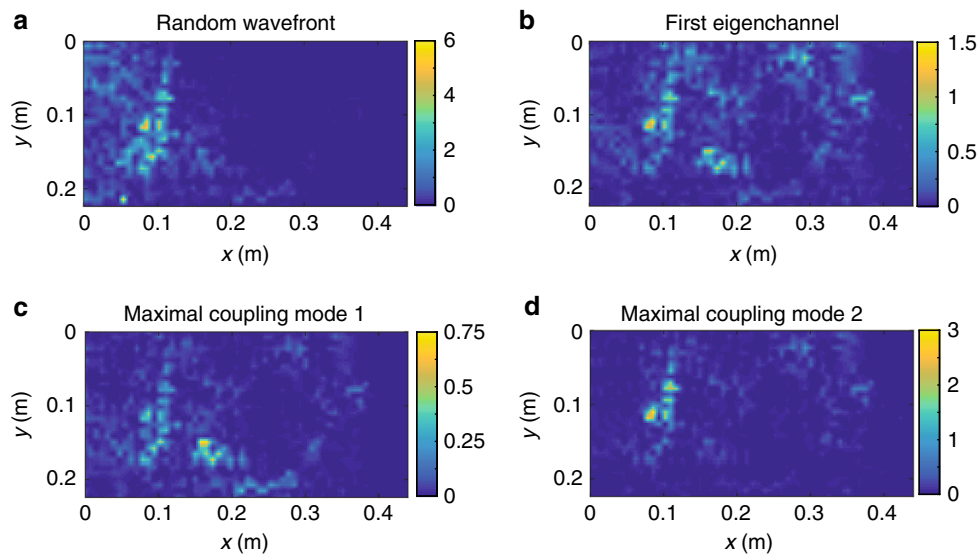 a Random wavefront
0
0.1
0.2
y (m)
0 0.1 0.2 0.3 0.4
x (m)
6
4
2
0
b First eigenchannel
0
0.1
0.2
y (m)
0 0.1 0.2 0.3 0.4
x (m)
1.5
1
0.5
0
c Maximal coupling mode 1
0
0.1
0.2
y (m)
0 0.1 0.2 0.3 0.4
x (m)
0.75
0.5
0.25
0
d Maximal coupling mode 2
0
0.1
0.2
y (m)
0 0.1 0.2 0.3 0.4
x (m)
3
2
1
0